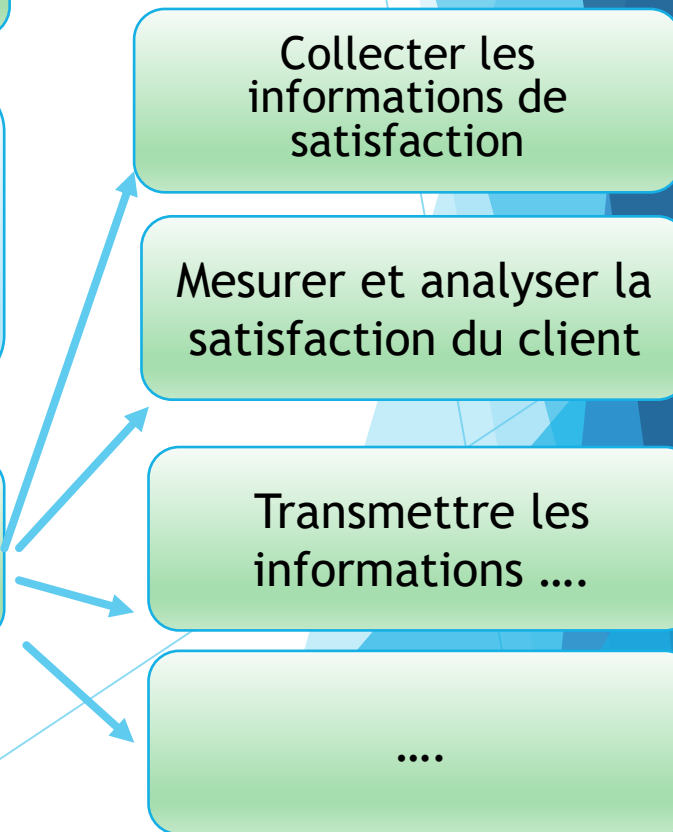 Collecter les
informations de
satisfaction
Mesurer et analyser la
satisfaction du client
Transmettre les
informations ....
....